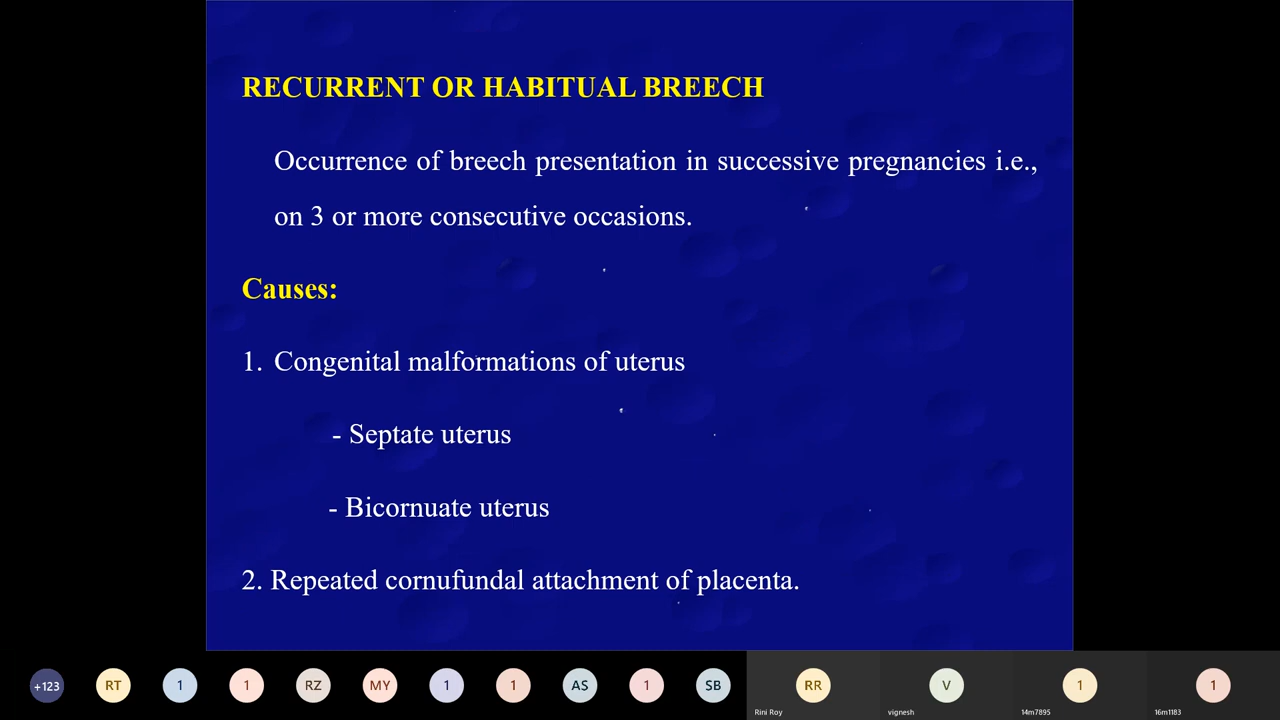 RECURRENT OR HABITUAL BREECH
Occurrence of breech presentation in successive pregnancies i.e.,
on 3 or more consecutive occasions.
Causes:
1. Congenital malformations of uterus
- Septate uterus
- Bicornuate uterus
2. Repeated cornufundal attachment of placenta.
+123 RT 1 1 RZ MY 1 1 AS 1 SB RR V 1 1
Rini Roy vignesh 14m7895 16m1183